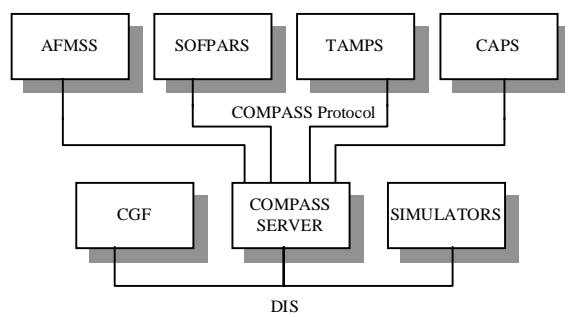 AFMSS
SOFPARS
TAMPS
CAPS
COMPASS Protocol
CGF
COMPASS
SERVER
SIMULATORS
DIS